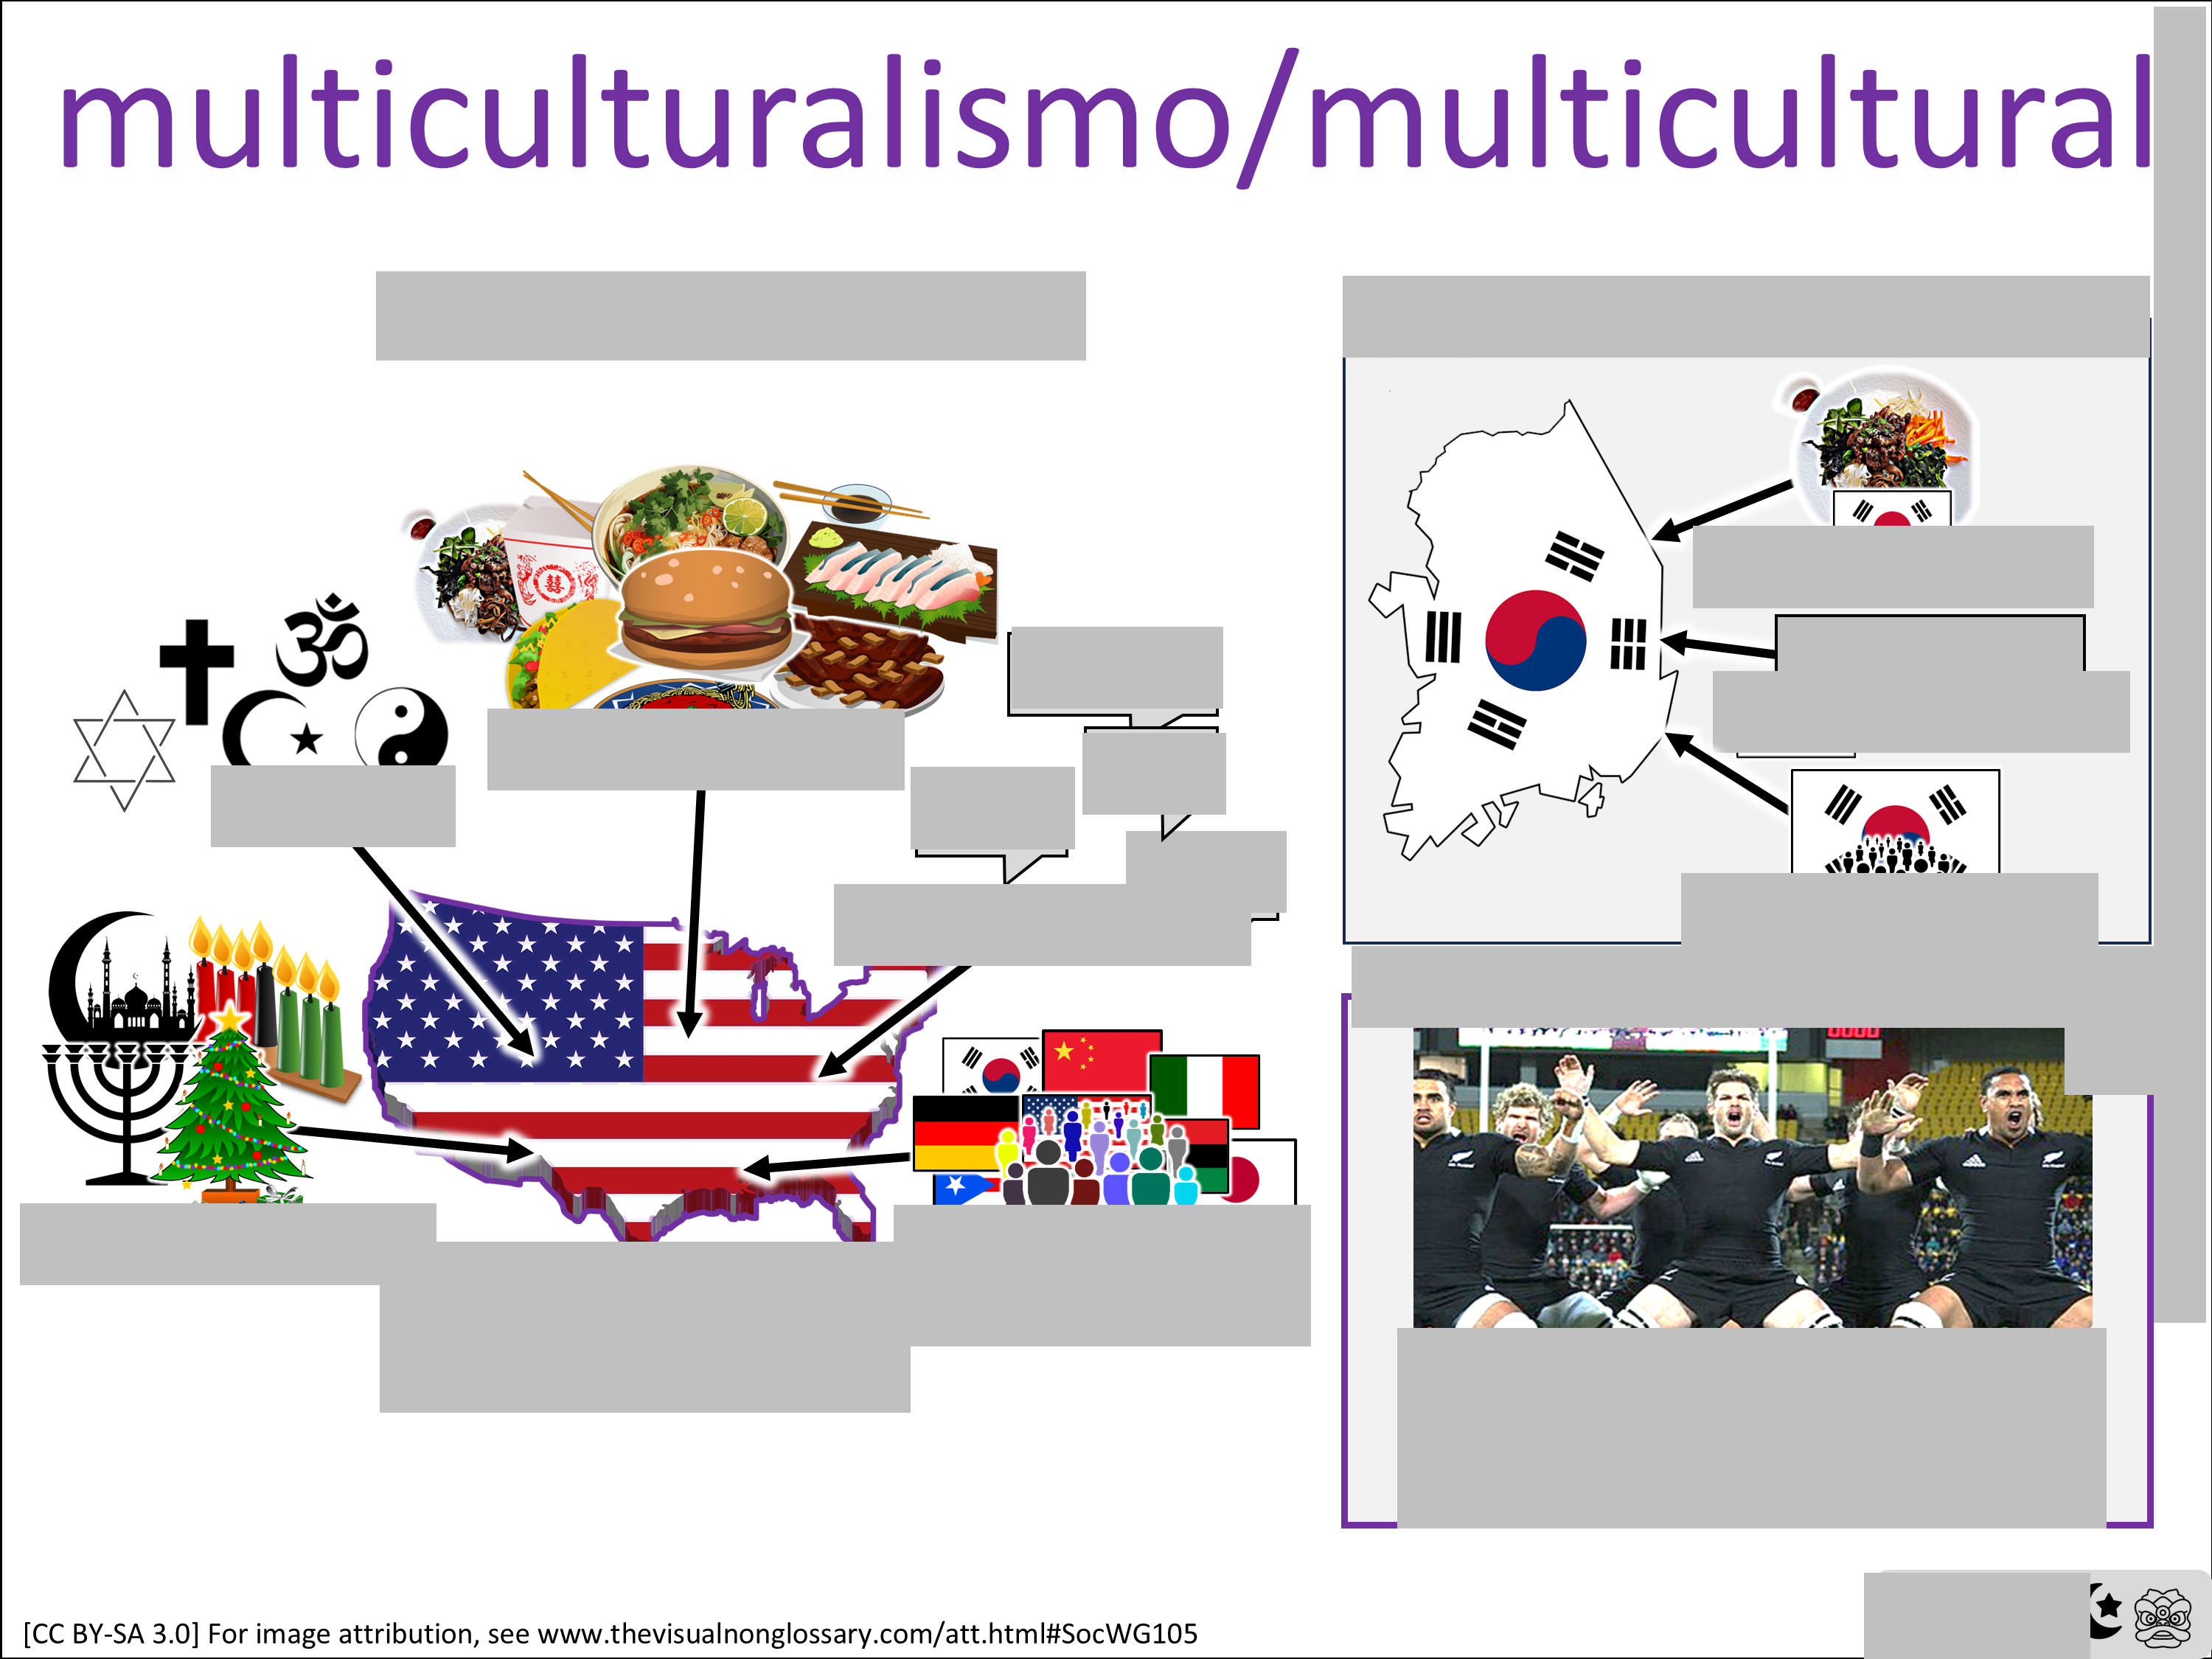 multiculturalismo/multicultural
[CC BY-SA 3.0] For image attribution, see www.thevisualnonglossary.com/att.html#SocWG105